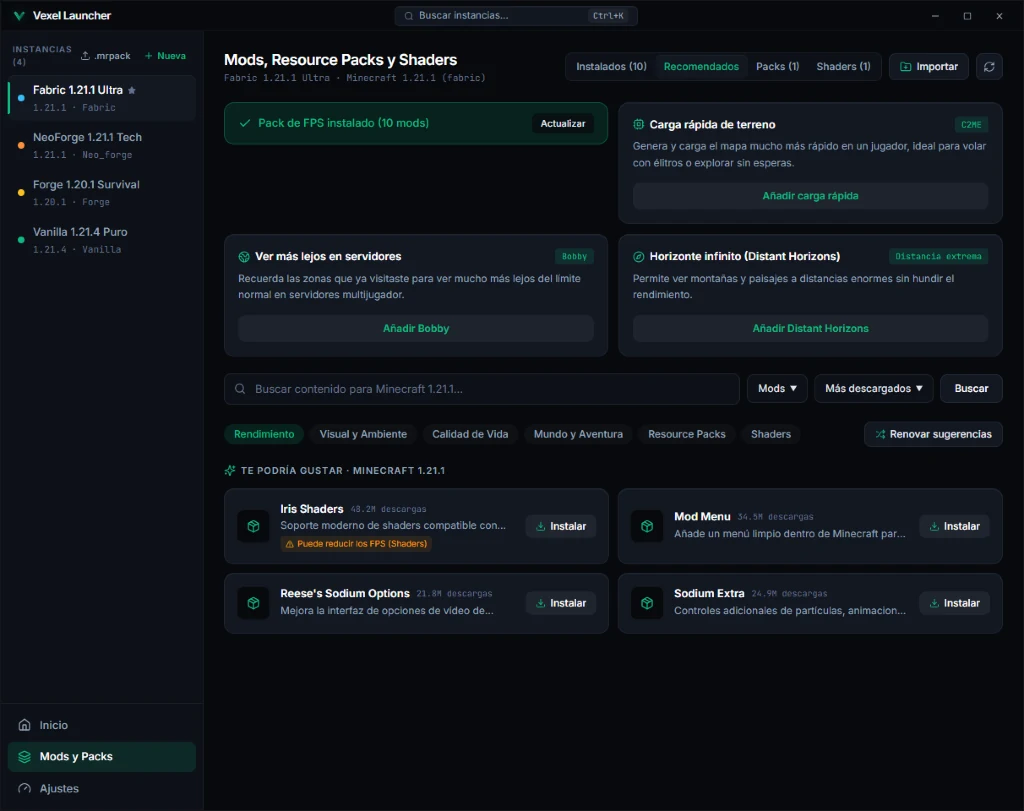 Vexel Launcher
Buscar instancias...
Ctrl+K
INSTANCIAS
(4)
.mrpack
+ Nueva
Fabric 1.21.1 Ultra
1.21.1 · Fabric
NeoForge 1.21.1 Tech
1.21.1 · Neo_forge
Forge 1.20.1 Survival
1.20.1 · Forge
Vanilla 1.21.4 Puro
1.21.4 · Vanilla
Inicio
Mods y Packs
Ajustes
Mods, Resource Packs y Shaders
Fabric 1.21.1 Ultra · Minecraft 1.21.1 (fabric)
Instalados (10)
Recomendados
Packs (1)
Shaders (1)
Importar
Pack de FPS instalado (10 mods)
Actualizar
Carga rápida de terreno
C2ME
Genera y carga el mapa mucho más rápido en un jugador, ideal para volar
con élitros o explorar sin esperas.
Añadir carga rápida
Ver más lejos en servidores
Bobby
Recuerda las zonas que ya visitaste para ver mucho más lejos del límite
normal en servidores multijugador.
Añadir Bobby
Horizonte infinito (Distant Horizons)
Distancia extrema
Permite ver montañas y paisajes a distancias enormes sin hundir el
rendimiento.
Añadir Distant Horizons
Buscar contenido para Minecraft 1.21.1...
Mods ▼
Más descargados ▼
Buscar
Rendimiento
Visual y Ambiente
Calidad de Vida
Mundo y Aventura
Resource Packs
Shaders
Renovar sugerencias
TE PODRÍA GUSTAR · MINECRAFT 1.21.1
Iris Shaders 48.2M descargas
Soporte moderno de shaders compatible con...
Puede reducir los FPS (Shaders)
Instalar
Mod Menu 34.5M descargas
Añade un menú limpio dentro de Minecraft par...
Instalar
Reese's Sodium Options 21.8M descargas
Mejora la interfaz de opciones de vídeo de...
Instalar
Sodium Extra 24.9M descargas
Controles adicionales de partículas, animacion...
Instalar